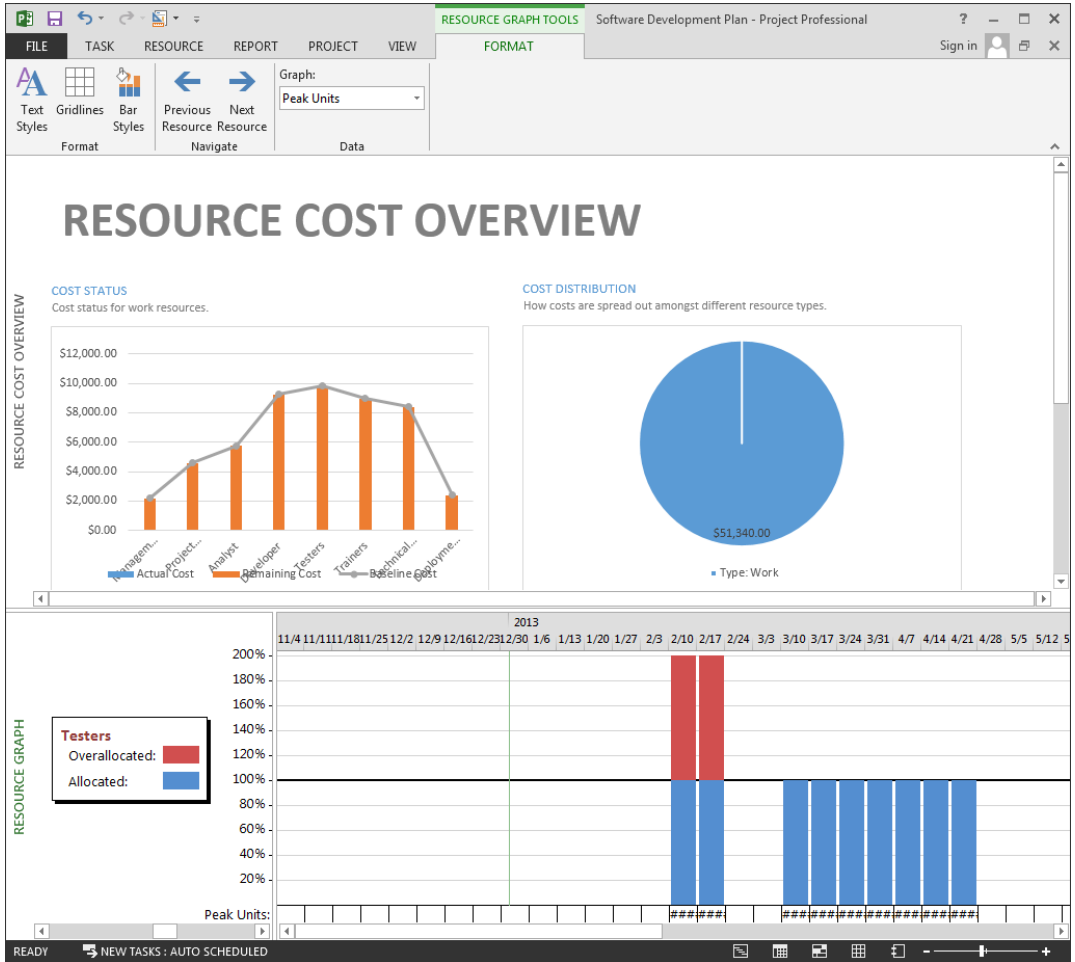 RESOURCE GRAPH TOOLS
Software Development Plan - Project Professional
FILE TASK RESOURCE REPORT PROJECT VIEW FORMAT Sign in
Text Styles
Gridlines
Bar Styles
Previous Resource
Next Resource
Graph:
Peak Units
Format Navigate Data
RESOURCE COST OVERVIEW
RESOURCE COST OVERVIEW
COST STATUS
Cost status for work resources.
$12,000.00
$10,000.00
$8,000.00
$6,000.00
$4,000.00
$2,000.00
$0.00
Managem... Project... Analyst Developer Testers Trainers Technical... Deployme...
Actual Cost Remaining Cost Baseline Cost
COST DISTRIBUTION
How costs are spread out amongst different resource types.
$51,340.00
Type: Work
RESOURCE GRAPH
Testers
Overallocated:
Allocated:
2013
11/4 11/11 11/18 11/25 12/2 12/9 12/16 12/23 12/30 1/6 1/13 1/20 1/27 2/3 2/10 2/17 2/24 3/3 3/10 3/17 3/24 3/31 4/7 4/14 4/21 4/28 5/5 5/12 5
200%
180%
160%
140%
120%
100%
80%
60%
40%
20%
Peak Units: ### ### ### ### ### ### ### ### ###
READY NEW TASKS : AUTO SCHEDULED